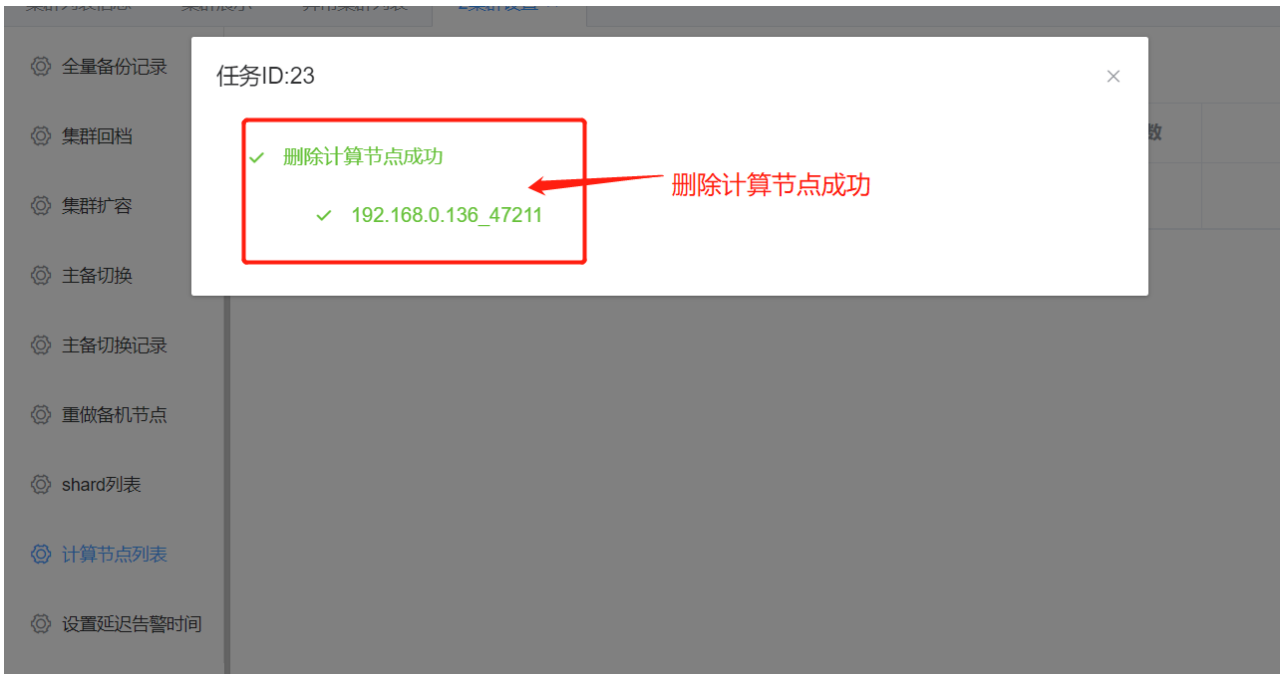 任务ID:23
删除计算节点成功
192.168.0.136_47211
删除计算节点成功
数
全量备份记录
集群回档
集群扩容
主备切换
主备切换记录
重做备机节点
shard列表
计算节点列表
设置延迟告警时间